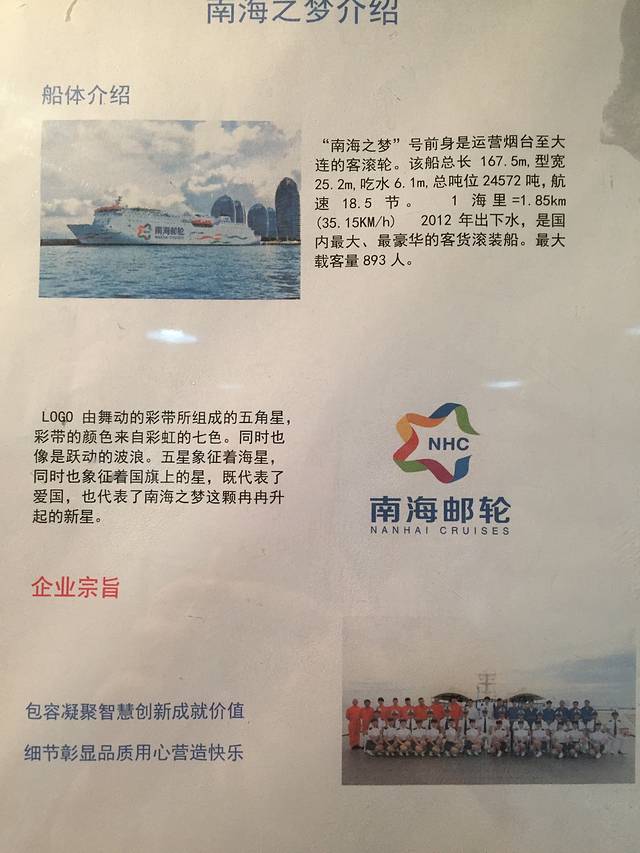 南海之梦介绍
船体介绍
“南海之梦”号前身是运营烟台至大
连的客滚轮。该船总长 167.5m,型宽
25.2m,吃水 6.1m,总吨位 24572 吨,航
速 18.5 节。 1 海里=1.85km
(35.15KM/h) 2012 年出下水，是国
内最大、最豪华的客货滚装船。最大
载客量 893 人。
南海邮轮
NANHAI CRUISES
LOGO 由舞动的彩带所组成的五角星，
彩带的颜色来自彩虹的七色。同时也
像是跃动的波浪。五星象征着海星，
同时也象征着国旗上的星，既代表了
爱国，也代表了南海之梦这颗冉冉升
起的新星。
NHC
南海邮轮
NANHAI CRUISES
企业宗旨
包容凝聚智慧创新成就价值
细节彰显品质用心营造快乐